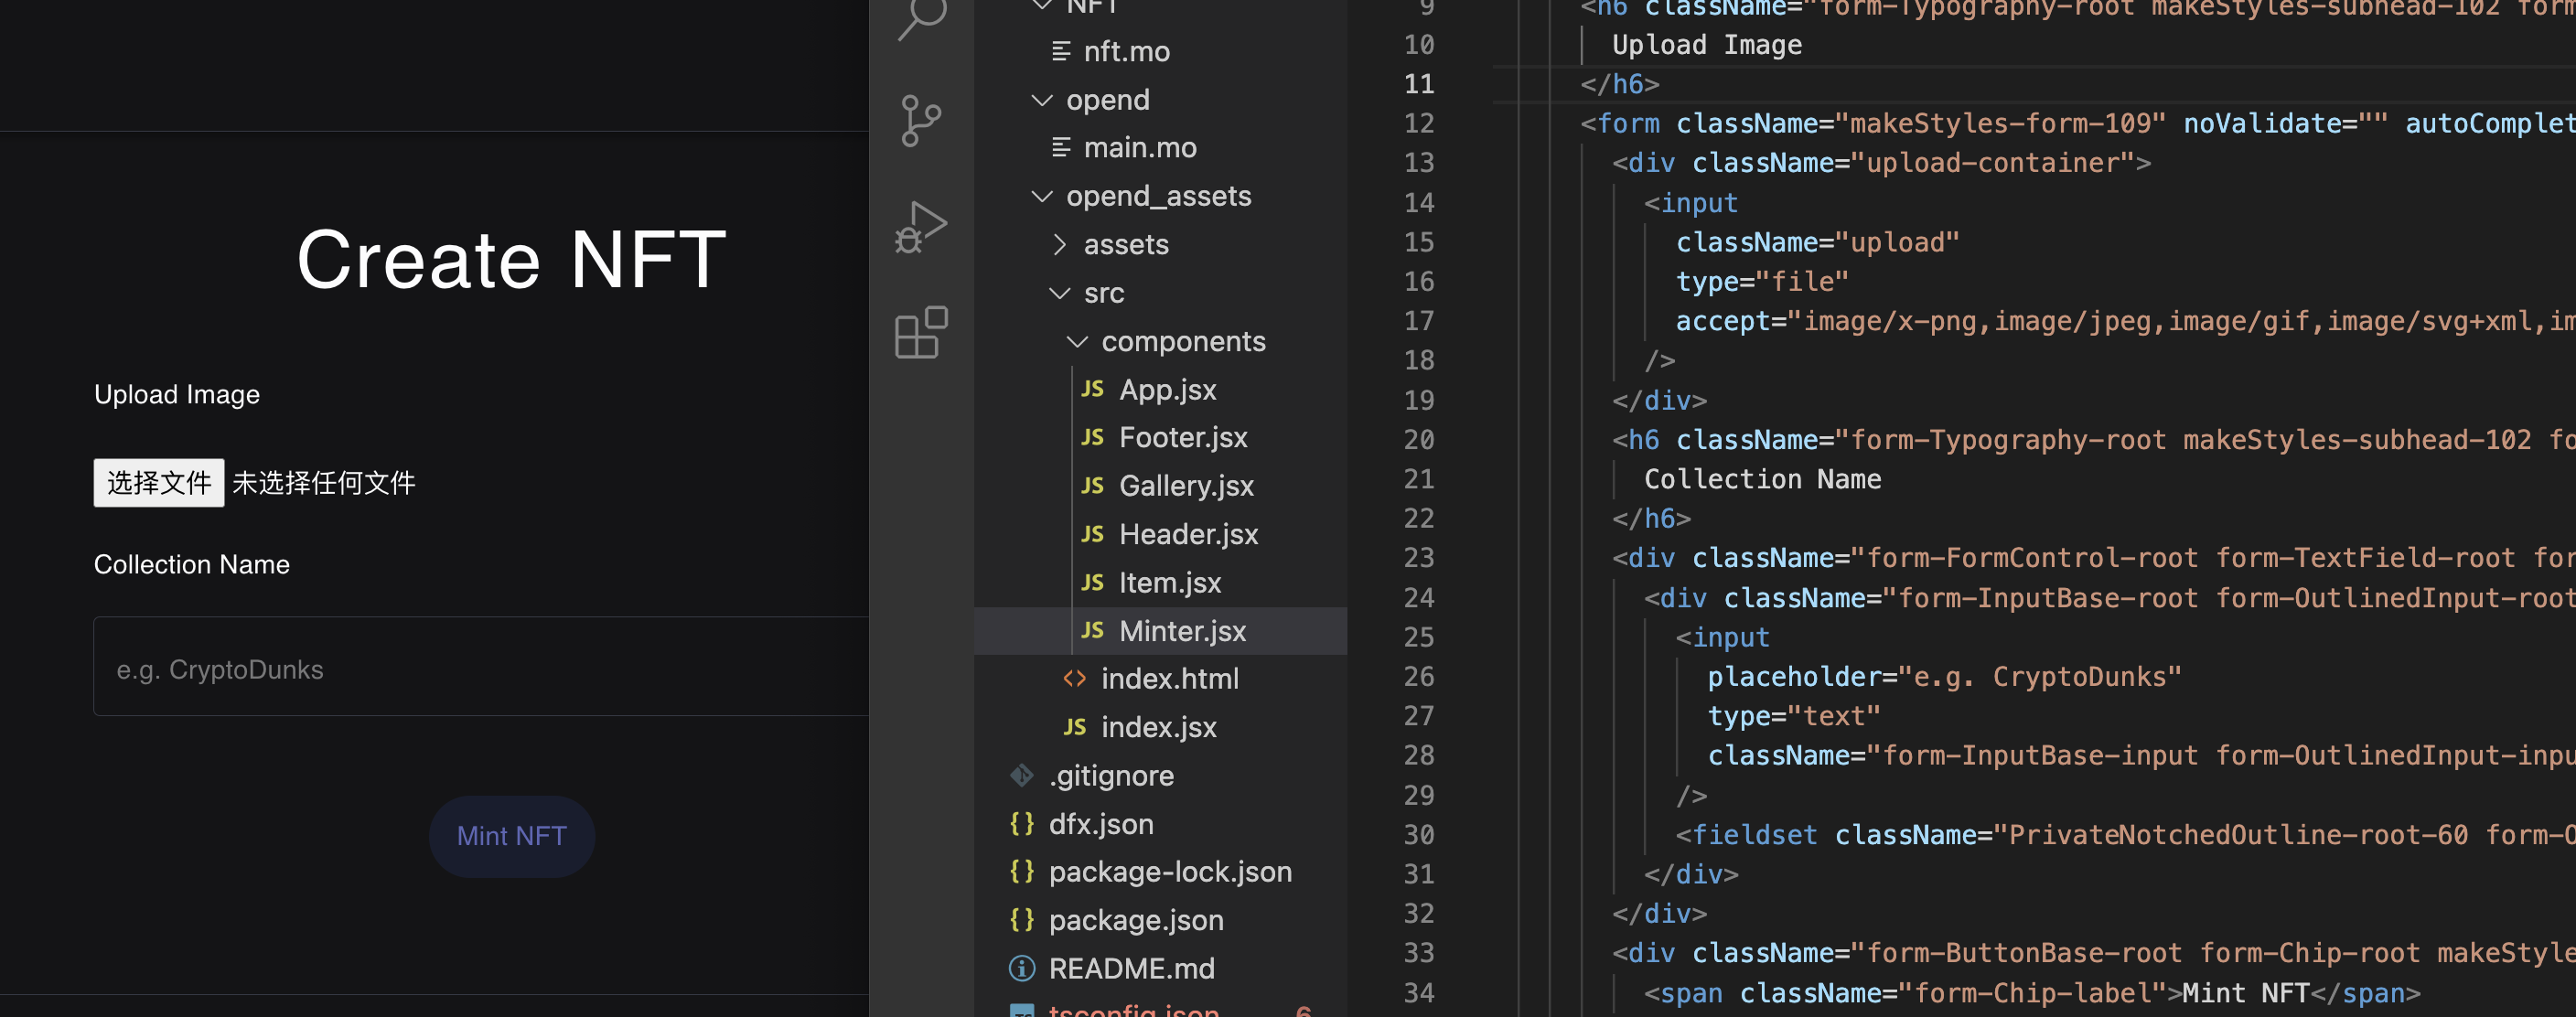 Create NFT
Upload Image
选择文件 未选择任何文件
Collection Name
e.g. CryptoDunks
Mint NFT
NFT
nft.mo
opend
main.mo
opend_assets
assets
src
components
JS App.jsx
JS Footer.jsx
JS Gallery.jsx
JS Header.jsx
JS Item.jsx
JS Minter.jsx
<> index.html
JS index.jsx
.gitignore
{} dfx.json
{} package-lock.json
{} package.json
README.md
tsconfig.json 6
9 <h6 className="form-Typography-root makeStyles-subhead-102 form
10 Upload Image
11 </h6>
12 <form className="makeStyles-form-109" noValidate="" autoComplet
13 <div className="upload-container">
14 <input
15 className="upload"
16 type="file"
17 accept="image/x-png,image/jpeg,image/gif,image/svg+xml,im
18 />
19 </div>
20 <h6 className="form-Typography-root makeStyles-subhead-102 fo
21 Collection Name
22 </h6>
23 <div className="form-FormControl-root form-TextField-root for
24 <div className="form-InputBase-root form-OutlinedInput-root
25 <input
26 placeholder="e.g. CryptoDunks"
27 type="text"
28 className="form-InputBase-input form-OutlinedInput-inpu
29 />
30 <fieldset className="PrivateNotchedOutline-root-60 form-O
31 </div>
32 </div>
33 <div className="form-ButtonBase-root form-Chip-root makeStyle
34 <span className="form-Chip-label">Mint NFT</span>